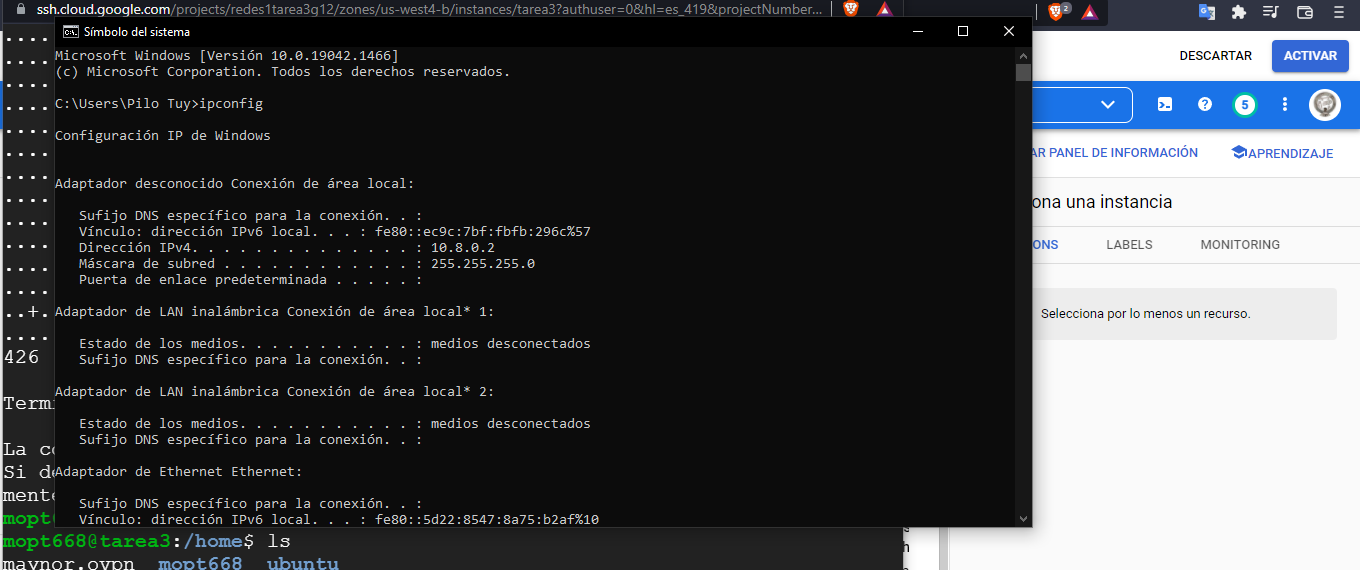 ssh.cloud.google.com/projects/redes1tarea3g12/zones/us-west4-b/instances/tarea3?authuser=0&hl=es_419&projectNumber...
2
Símbolo del sistema
Microsoft Windows [Versión 10.0.19042.1466]
(c) Microsoft Corporation. Todos los derechos reservados.
C:\Users\Pilo Tuy>ipconfig
Configuración IP de Windows
Adaptador desconocido Conexión de área local:
Sufijo DNS específico para la conexión. . :
Vínculo: dirección IPv6 local. . . : fe80::ec9c:7bf:fbfb:296c%57
Dirección IPv4. . . . . . . . . . . . . . : 10.8.0.2
Máscara de subred . . . . . . . . . . . . : 255.255.255.0
Puerta de enlace predeterminada . . . . . :
Adaptador de LAN inalámbrica Conexión de área local* 1:
Estado de los medios. . . . . . . . . . . : medios desconectados
Sufijo DNS específico para la conexión. . :
Adaptador de LAN inalámbrica Conexión de área local* 2:
Estado de los medios. . . . . . . . . . . : medios desconectados
Sufijo DNS específico para la conexión. . :
Adaptador de Ethernet Ethernet:
Sufijo DNS específico para la conexión. . :
Vínculo: dirección IPv6 local. . . : fe80::5d22:8547:8a75:b2af%10
DESCARTAR
ACTIVAR
5
AR PANEL DE INFORMACIÓN
APRENDIZAJE
ona una instancia
ONS
LABELS
MONITORING
Selecciona por lo menos un recurso.
..+.
426
Termi
La co
Si de
mente
mopt
mopt668@tarea3:/home$ ls
maynor.ovpn mopt668 ubuntu